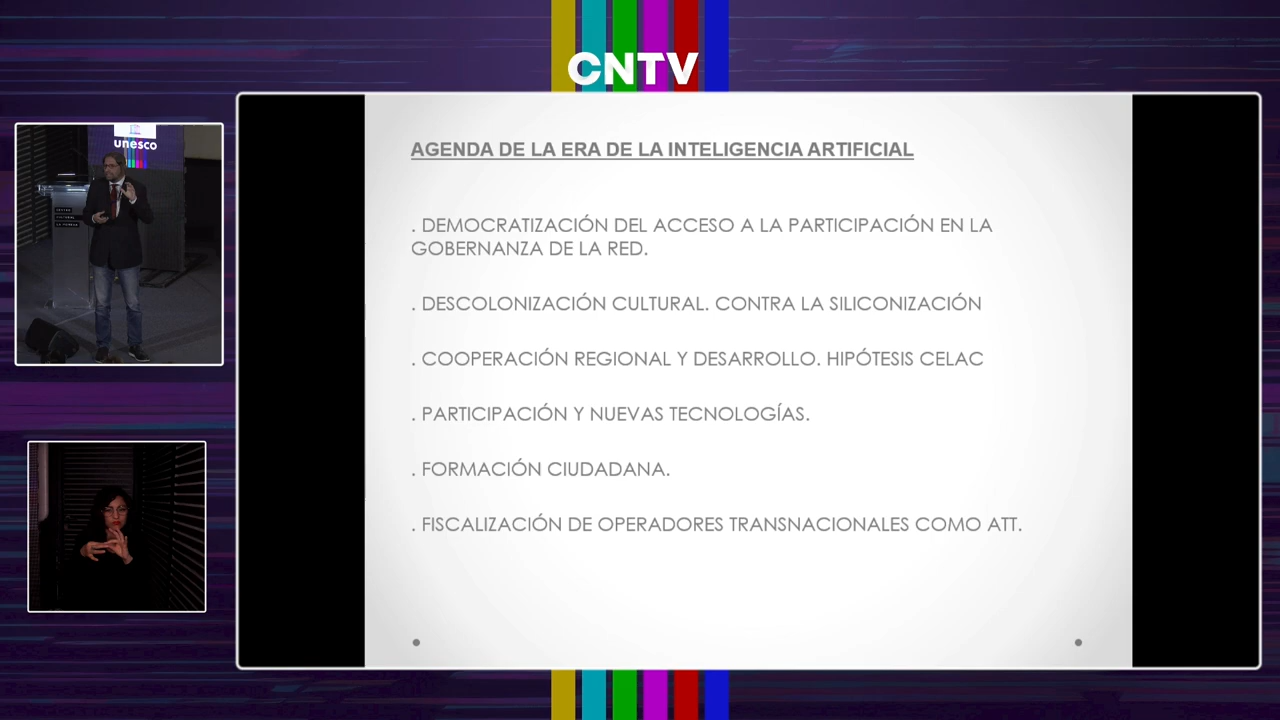 CNTV
unesco
AGENDA DE LA ERA DE LA INTELIGENCIA ARTIFICIAL
. DEMOCRATIZACIÓN DEL ACCESO A LA PARTICIPACIÓN EN LA
GOBERNANZA DE LA RED.
. DESCOLONIZACIÓN CULTURAL. CONTRA LA SILICONIZACIÓN
. COOPERACIÓN REGIONAL Y DESARROLLO. HIPÓTESIS CELAC
. PARTICIPACIÓN Y NUEVAS TECNOLOGÍAS.
. FORMACIÓN CIUDADANA.
. FISCALIZACIÓN DE OPERADORES TRANSNACIONALES COMO ATT.